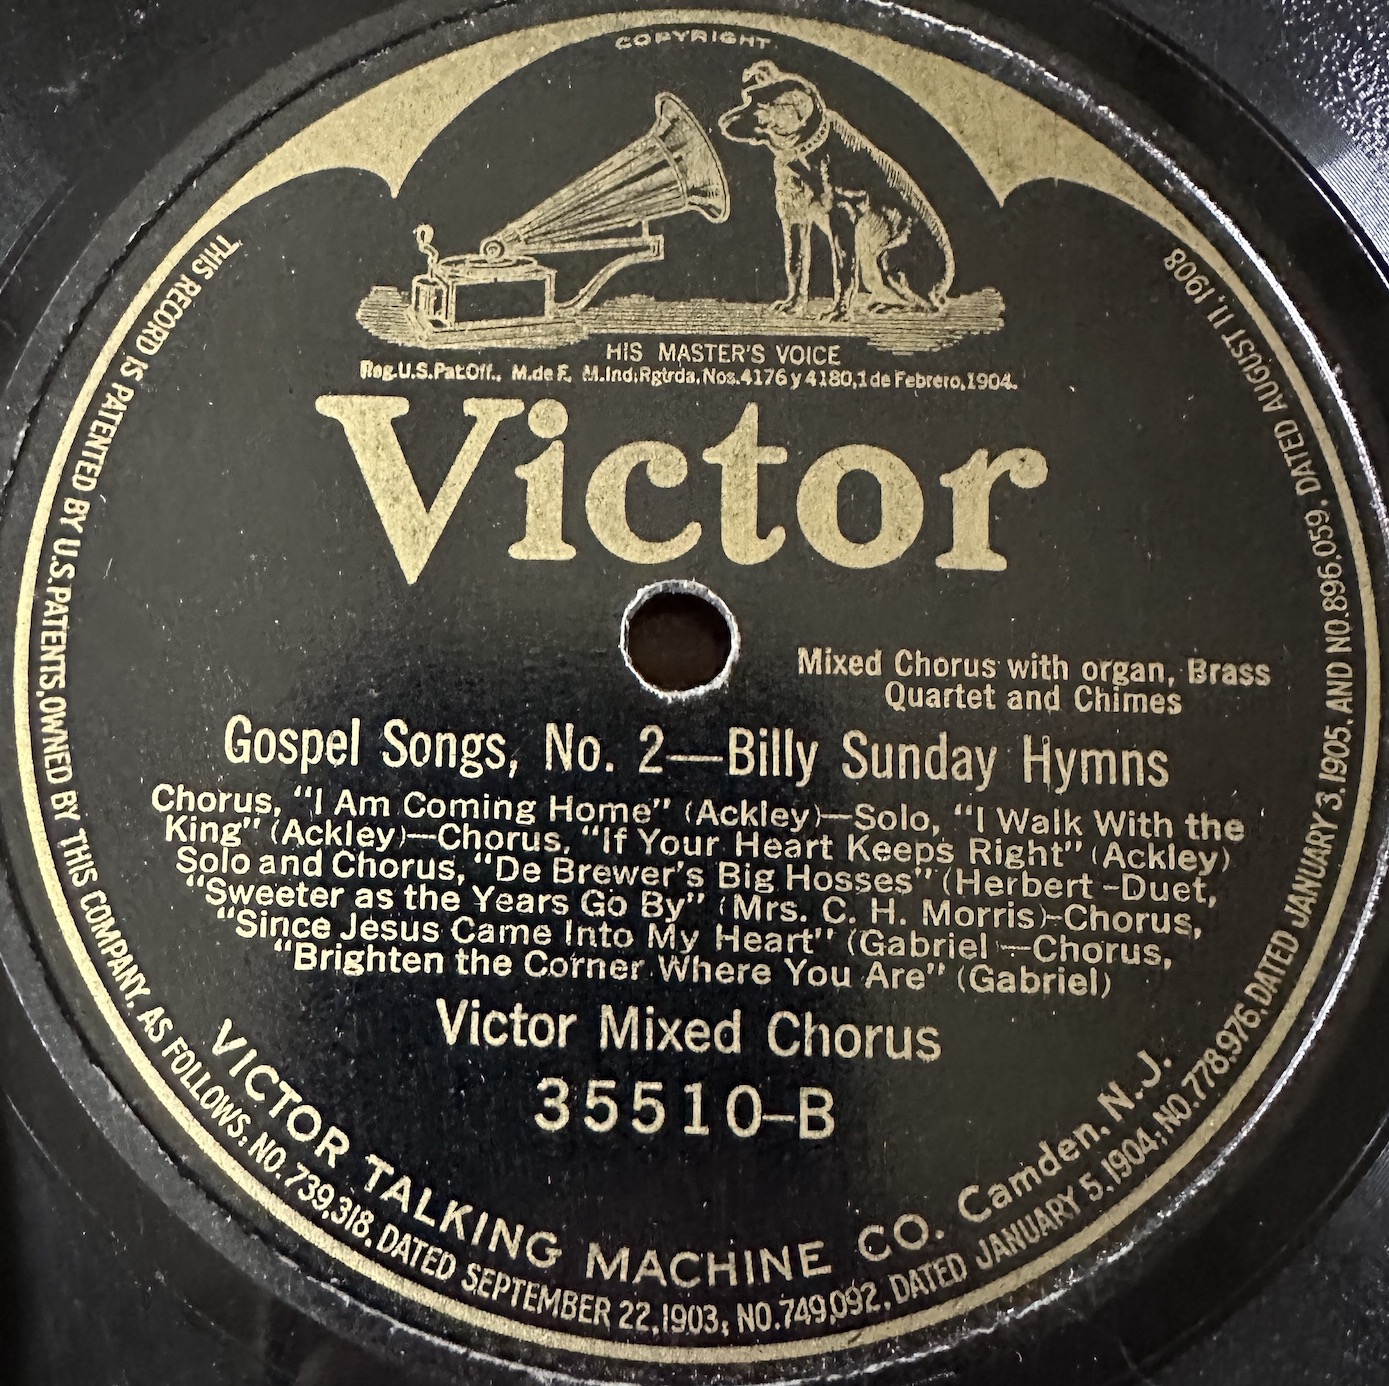 COPYRIGHT.
HIS MASTER'S VOICE
Reg.U.S.Pat.Off., M.de F. M.Ind.Rgtrda.Nos.4176 y 4180,1 de Febrero,1904.
Victor
Mixed Chorus with organ, Brass
Quartet and Chimes
Gospel Songs, No. 2—Billy Sunday Hymns
Chorus, "I Am Coming Home" (Ackley)—Solo, "I Walk With the
King" (Ackley)—Chorus, "If Your Heart Keeps Right" (Ackley)
Solo and Chorus, "De Brewer's Big Hosses" (Herbert –Duet,
"Sweeter as the Years Go By" (Mrs. C. H. Morris)–Chorus,
"Since Jesus Came Into My Heart" (Gabriel —Chorus,
"Brighten the Corner Where You Are" (Gabriel)
Victor Mixed Chorus
35510–B
VICTOR TALKING MACHINE CO. Camden. N.J.
THIS RECORD IS PATENTED BY U.S.PATENTS,OWNED BY THIS COMPANY. AS FOLLOWS: NO.739,318. DATED SEPTEMBER 22,1903; NO.749,092. DATED JANUARY 5,1904;NO.778,976,DATED JANUARY 3,1905.AND NO.896,059, DATED AUGUST 11,1908